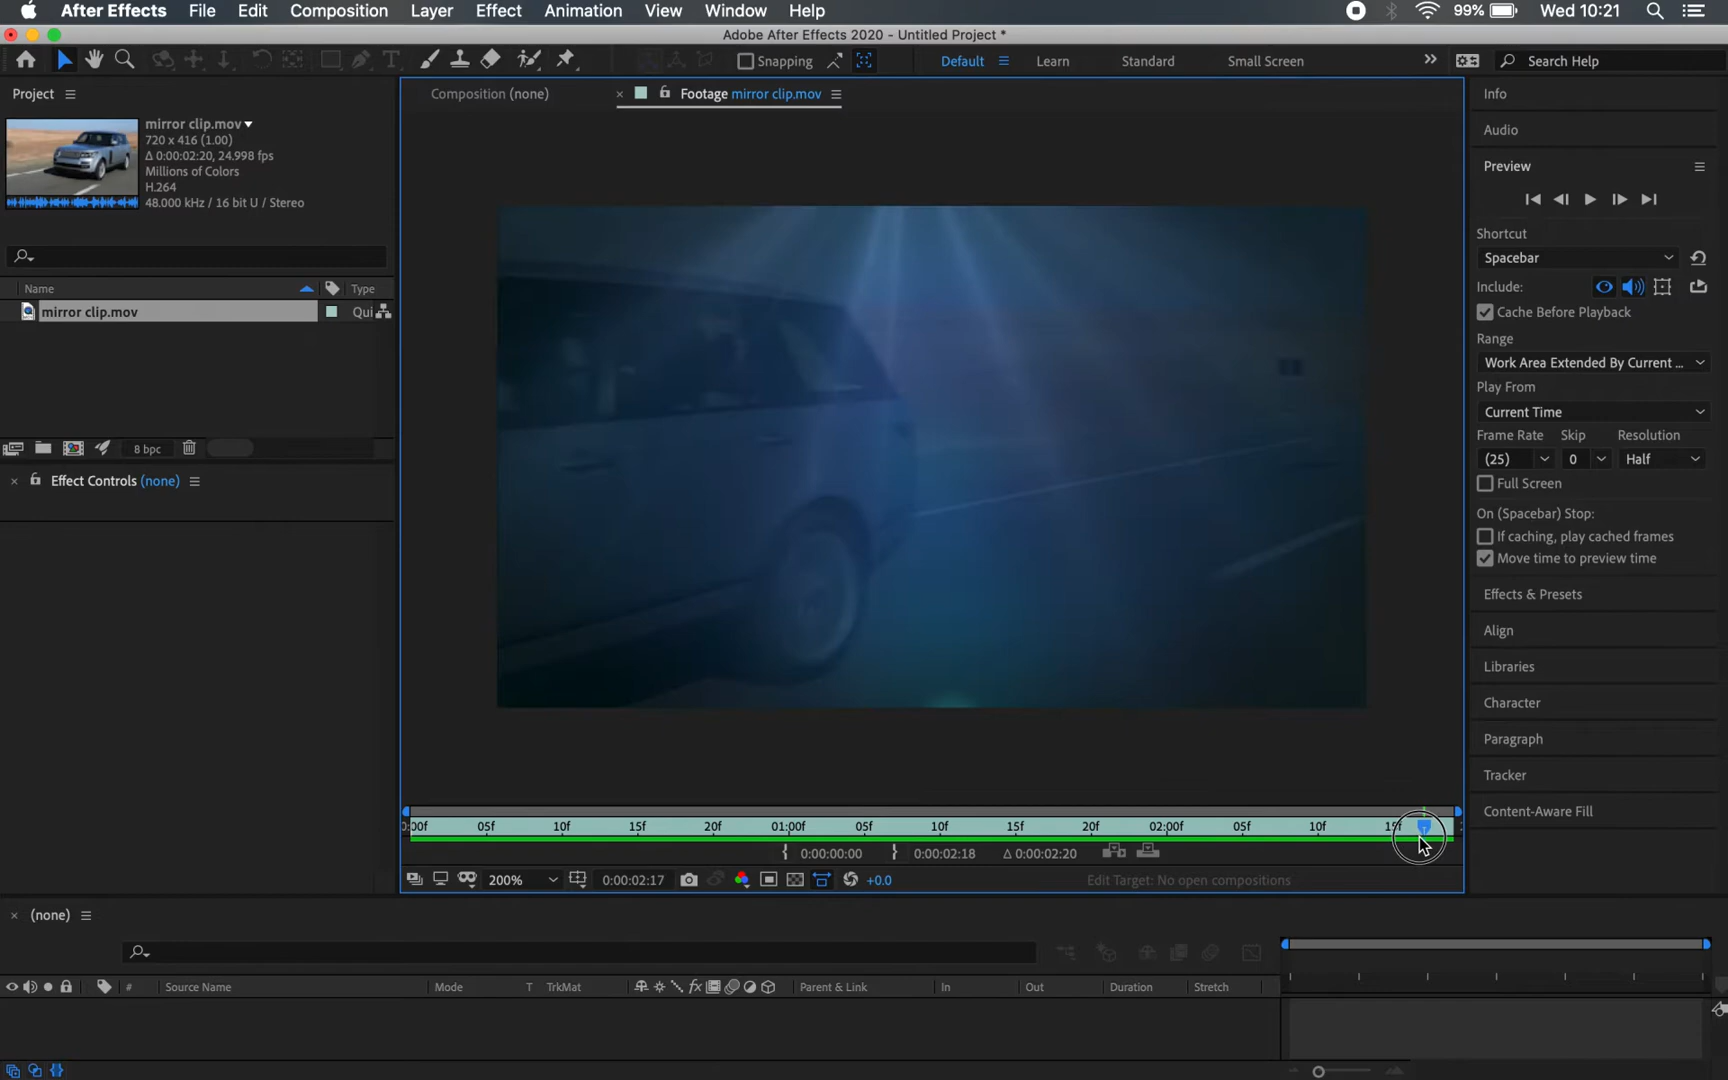 After Effects File Edit Composition Layer Effect Animation View Window Help 99% Wed 10:21
Adobe After Effects 2020 - Untitled Project *
Snapping Default Learn Standard Small Screen Search Help
Project
mirror clip.mov
720 x 416 (1.00)
Δ 0:00:02:20, 24.998 fps
Millions of Colors
H.264
48.000 kHz / 16 bit U / Stereo
Name Type
mirror clip.mov Qui
8 bpc
Effect Controls (none)
Composition (none) Footage mirror clip.mov
0:00f 05f 10f 15f 20f 01:00f 05f 10f 15f 20f 02:00f 05f 10f 15f
0:00:00:00 0:00:02:18 Δ 0:00:02:20
200% 0:00:02:17 +0.0 Edit Target: No open compositions
Info
Audio
Preview
Shortcut
Spacebar
Include:
Cache Before Playback
Range
Work Area Extended By Current ...
Play From
Current Time
Frame Rate Skip Resolution
(25) 0 Half
Full Screen
On (Spacebar) Stop:
If caching, play cached frames
Move time to preview time
Effects & Presets
Align
Libraries
Character
Paragraph
Tracker
Content-Aware Fill
(none)
# Source Name Mode T TrkMat Parent & Link In Out Duration Stretch